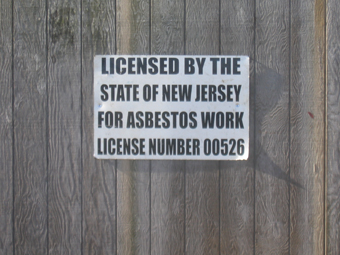 LICENSED BY THE
STATE OF NEW JERSEY
FOR ASBESTOS WORK
LICENSE NUMBER 00526